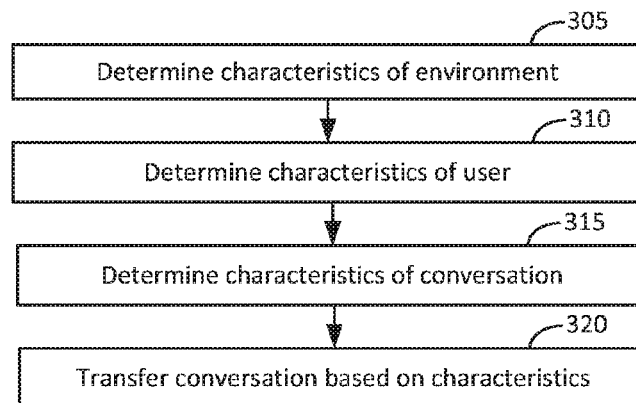 305
Determine characteristics of environment
310
Determine characteristics of user
315
Determine characteristics of conversation
320
Transfer conversation based on characteristics